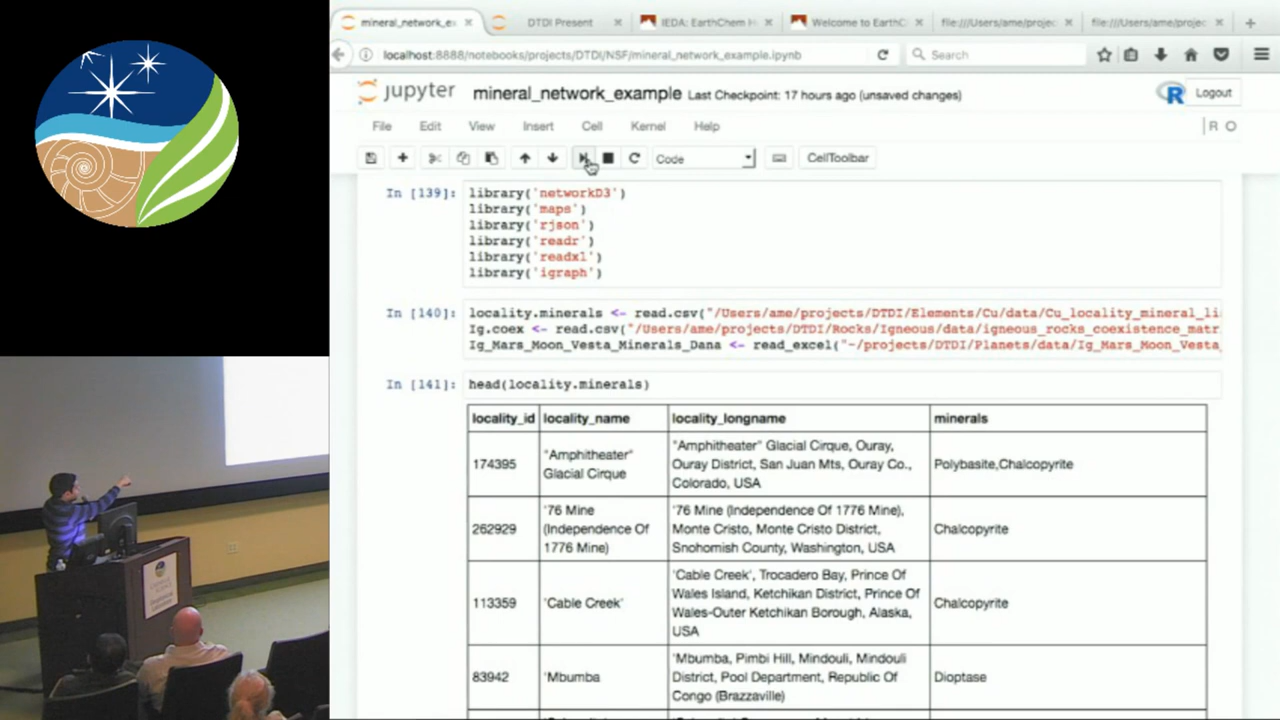 mineral_network_ex
DTDI Present
IEDA: EarthChem
Welcome to EarthC
file:///Users/ame/projec
file:///Users/ame/projec
localhost:8888/notebooks/projects/DTDI/NSF/mineral_network_example.ipynb
Search
jupyter mineral_network_example Last Checkpoint: 17 hours ago (unsaved changes)
R Logout
File Edit View Insert Cell Kernel Help
R O
Code CellToolbar
In [139]: library('networkD3')
library('maps')
library('rjson')
library('readr')
library('readxl')
library('igraph')
In [140]: locality.minerals <- read.csv("/Users/ame/projects/DTDI/Elements/Cu/data/Cu_locality_mineral_li
Ig.coex <- read.csv("/Users/ame/projects/DTDI/Rocks/Igneous/data/igneous_rocks_coexistence_matr
Ig_Mars_Moon_Vesta_Minerals_Dana <- read_excel("~/projects/DTDI/Planets/data/Ig_Mars_Moon_Vesta_
In [141]: head(locality.minerals)
locality_id locality_name locality_longname minerals
174395
"Amphitheater"
Glacial Cirque
"Amphitheater" Glacial Cirque, Ouray,
Ouray District, San Juan Mts, Ouray Co.,
Colorado, USA
Polybasite,Chalcopyrite
262929
'76 Mine
(Independence Of
1776 Mine)
'76 Mine (Independence Of 1776 Mine),
Monte Cristo, Monte Cristo District,
Snohomish County, Washington, USA
Chalcopyrite
113359
'Cable Creek'
'Cable Creek', Trocadero Bay, Prince Of
Wales Island, Ketchikan District, Prince Of
Wales-Outer Ketchikan Borough, Alaska,
USA
Chalcopyrite
83942
'Mbumba
'Mbumba, Pimbi Hill, Mindouli, Mindouli
District, Pool Department, Republic Of
Congo (Brazzaville)
Dioptase